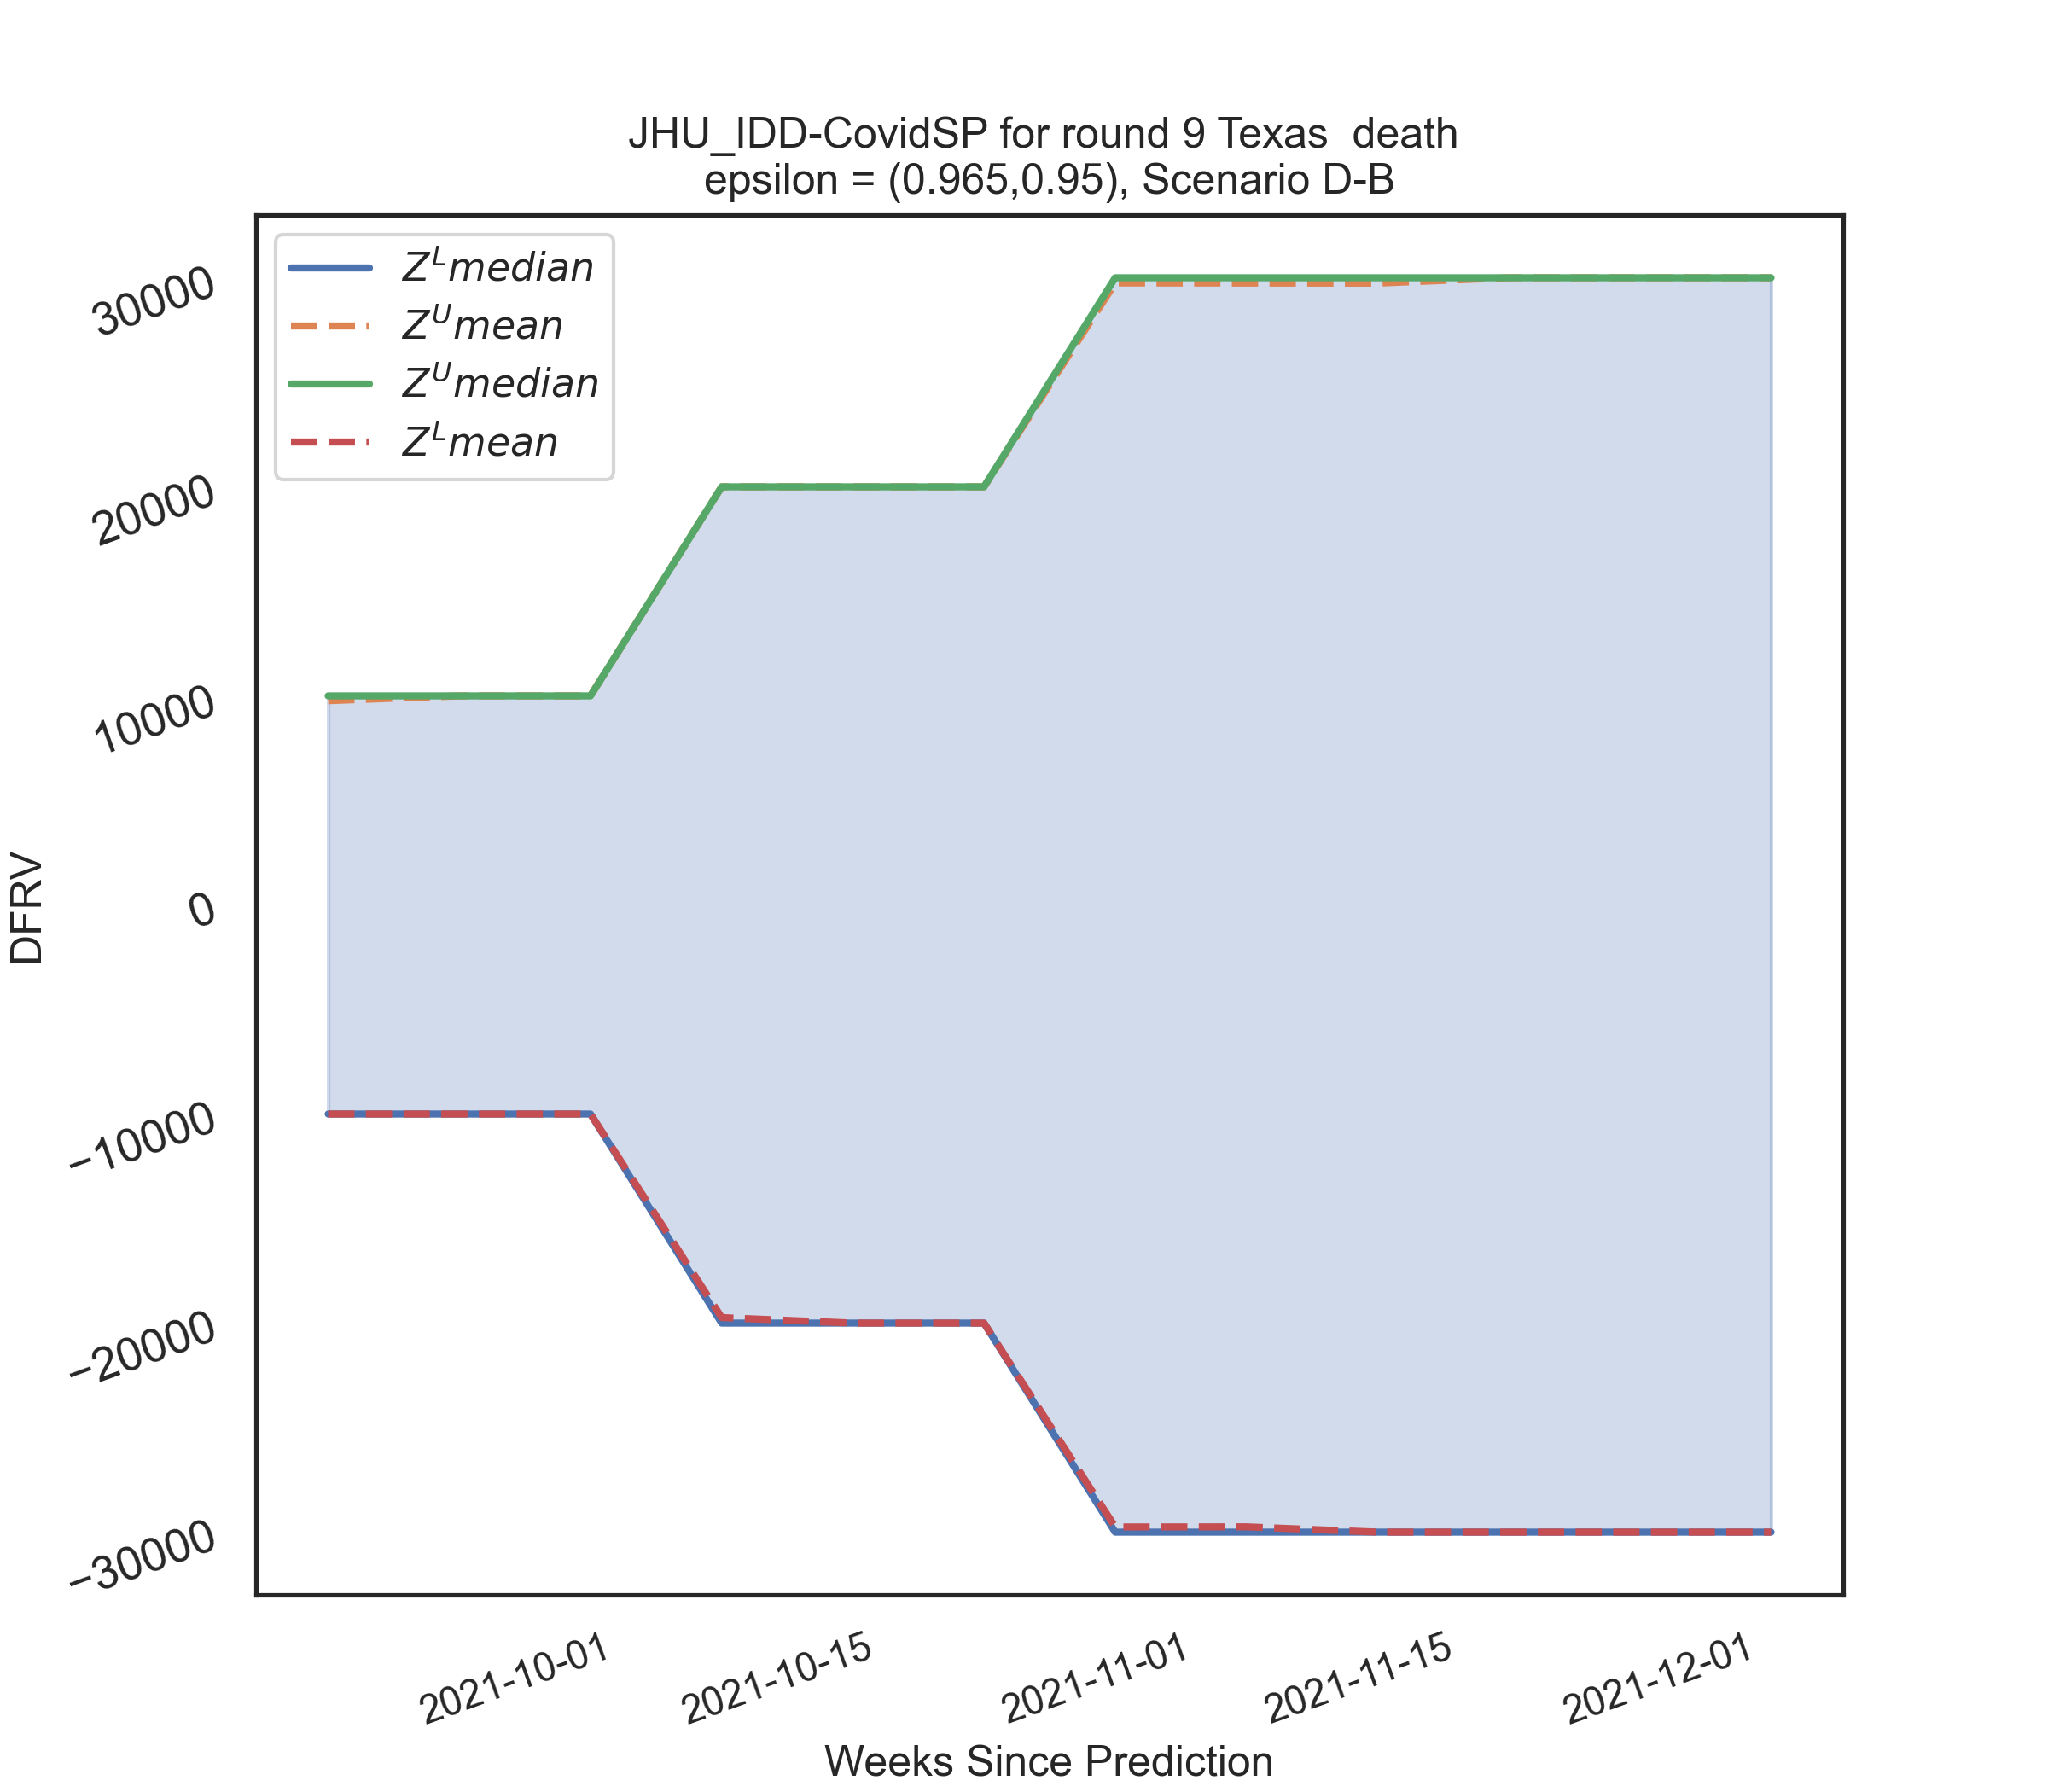 JHU_IDD-CovidSP for round 9 Texas  death
epsilon = (0.965,0.95), Scenario D-B
Z^L median
Z^U mean
Z^U median
Z^L mean
30000
20000
10000
0
−10000
−20000
−30000
DFRV
2021-10-01
2021-10-15
2021-11-01
2021-11-15
2021-12-01
Weeks Since Prediction